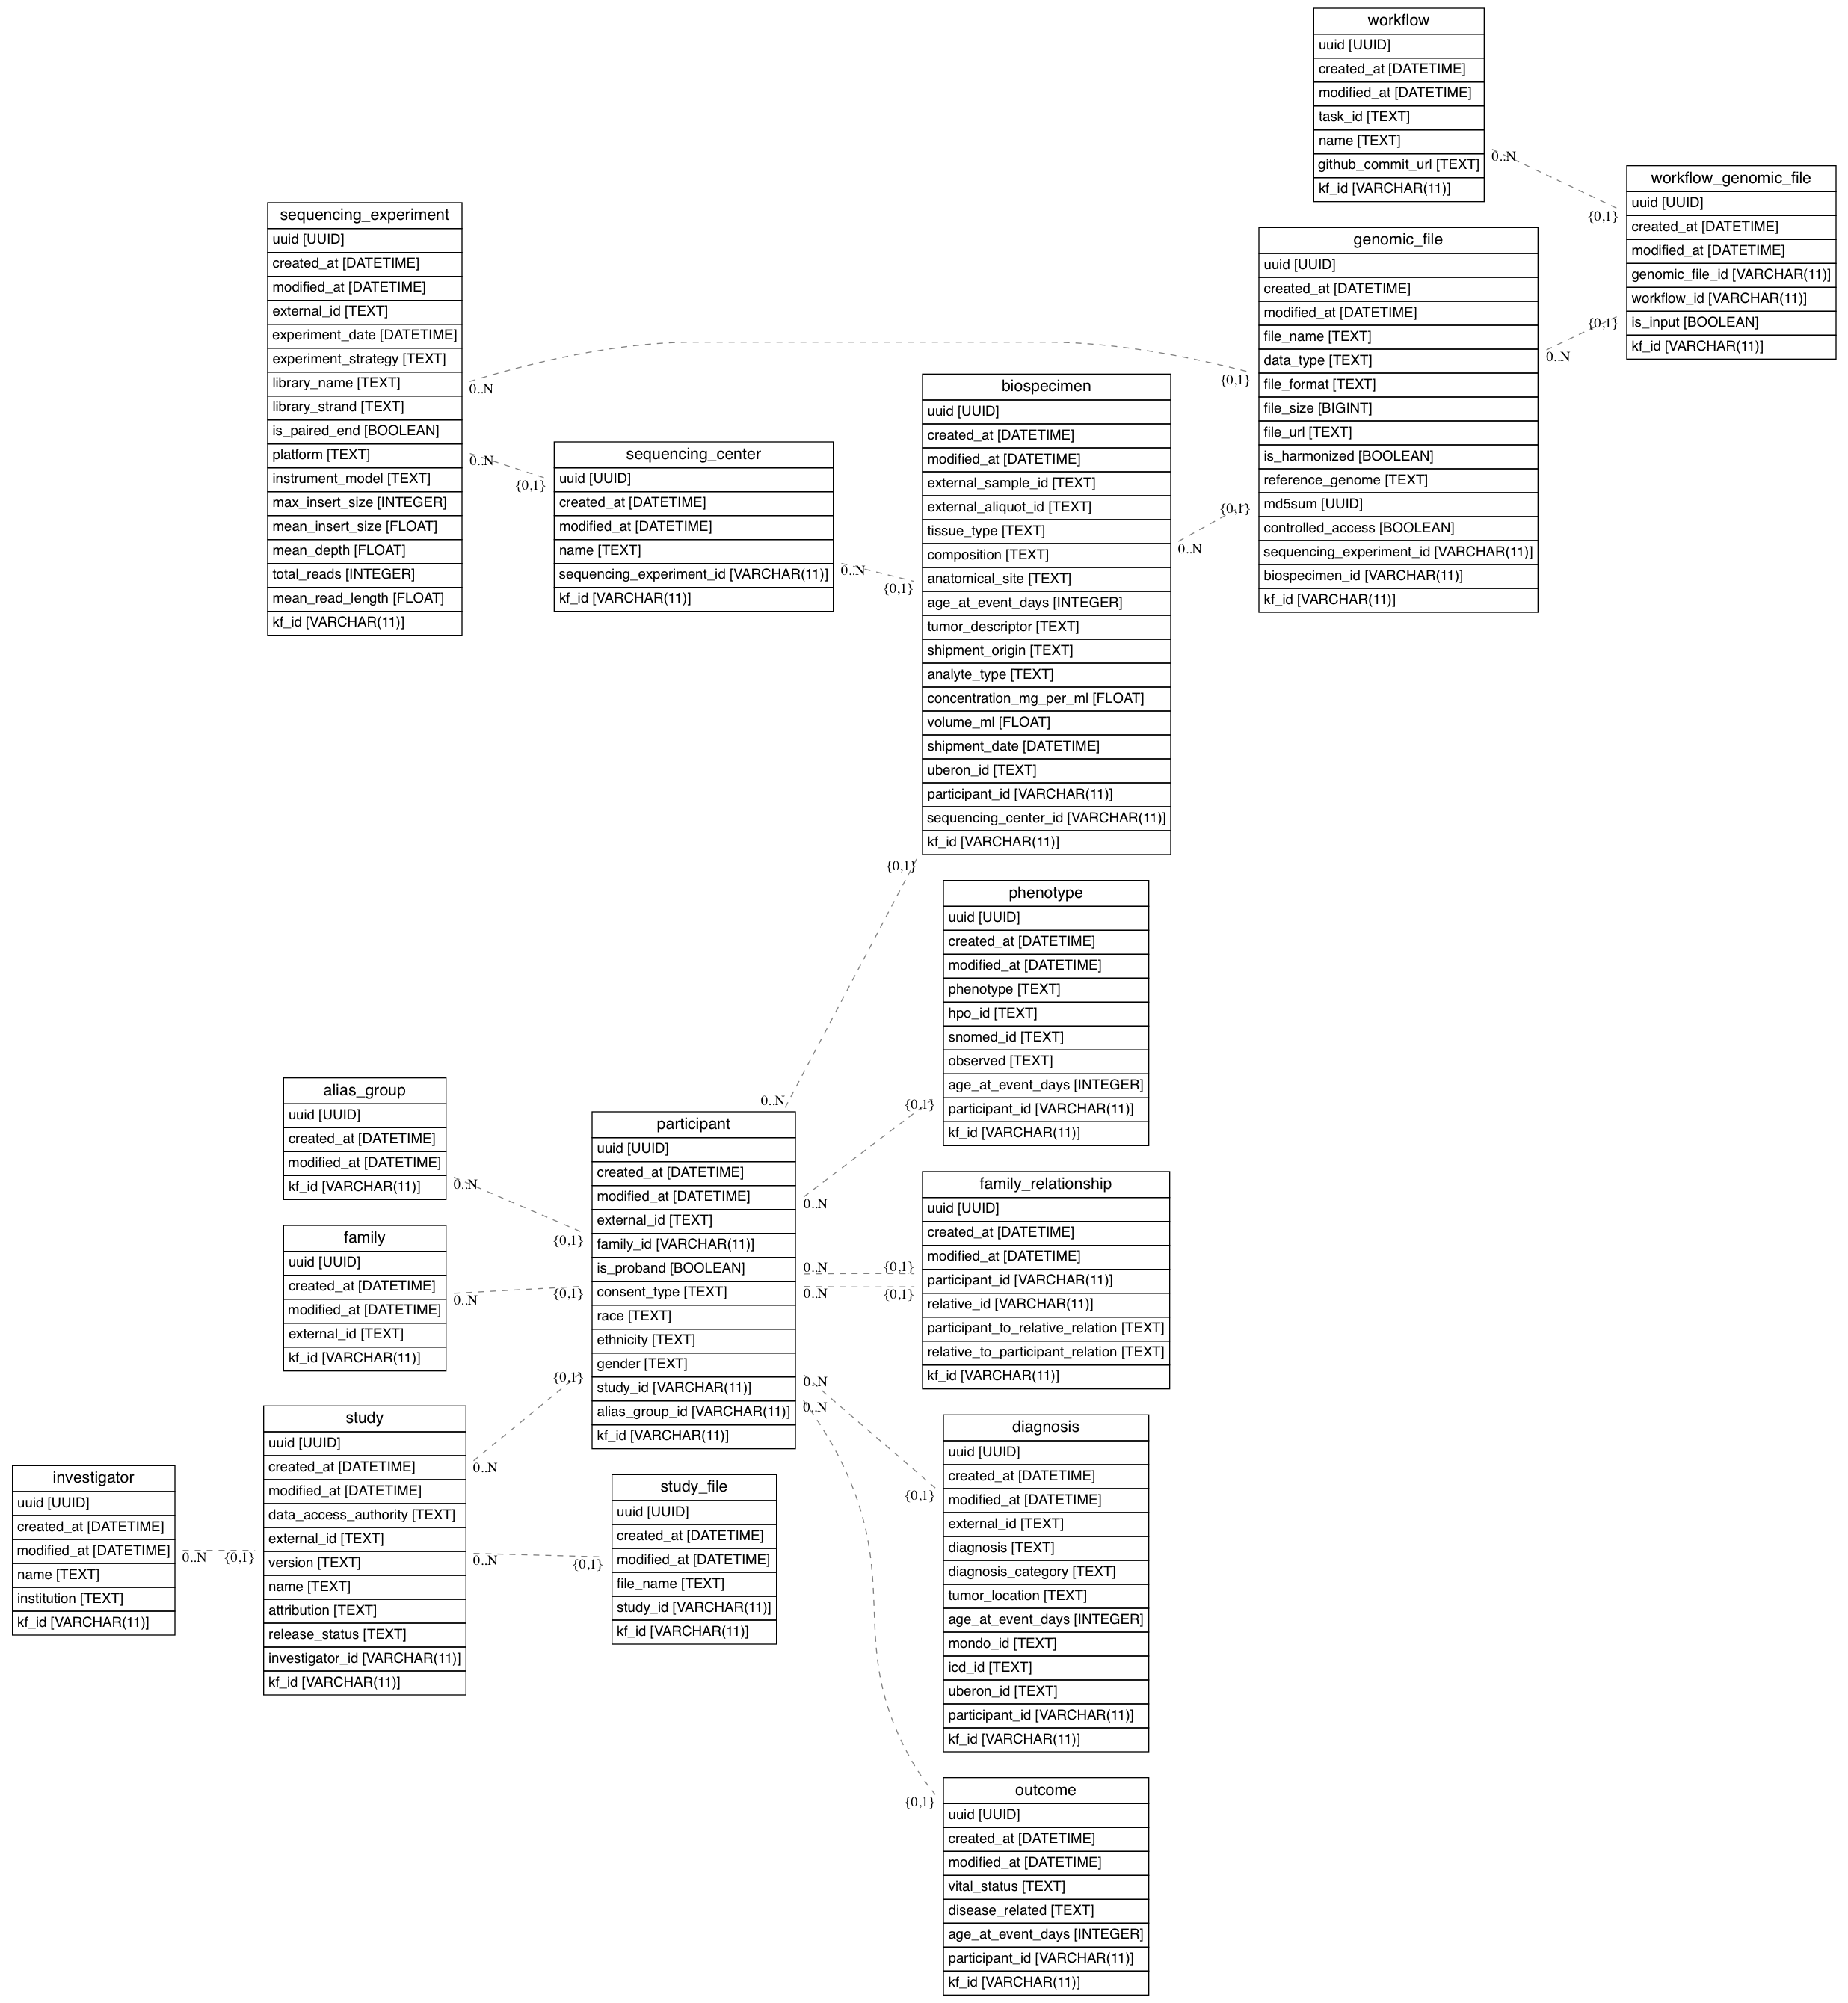 workflow
uuid [UUID]
created_at [DATETIME]
modified_at [DATETIME]
task_id [TEXT]
name [TEXT]
github_commit_url [TEXT]
kf_id [VARCHAR(11)]
0..N
{0,1}
workflow_genomic_file
uuid [UUID]
created_at [DATETIME]
modified_at [DATETIME]
genomic_file_id [VARCHAR(11)]
workflow_id [VARCHAR(11)]
is_input [BOOLEAN]
kf_id [VARCHAR(11)]
{0,1}
0..N
sequencing_experiment
uuid [UUID]
created_at [DATETIME]
modified_at [DATETIME]
external_id [TEXT]
experiment_date [DATETIME]
experiment_strategy [TEXT]
library_name [TEXT]
library_strand [TEXT]
is_paired_end [BOOLEAN]
platform [TEXT]
instrument_model [TEXT]
max_insert_size [INTEGER]
mean_insert_size [FLOAT]
mean_depth [FLOAT]
total_reads [INTEGER]
mean_read_length [FLOAT]
kf_id [VARCHAR(11)]
0..N
{0,1}
0..N
{0,1}
genomic_file
uuid [UUID]
created_at [DATETIME]
modified_at [DATETIME]
file_name [TEXT]
data_type [TEXT]
file_format [TEXT]
file_size [BIGINT]
file_url [TEXT]
is_harmonized [BOOLEAN]
reference_genome [TEXT]
md5sum [UUID]
controlled_access [BOOLEAN]
sequencing_experiment_id [VARCHAR(11)]
biospecimen_id [VARCHAR(11)]
kf_id [VARCHAR(11)]
sequencing_center
uuid [UUID]
created_at [DATETIME]
modified_at [DATETIME]
name [TEXT]
sequencing_experiment_id [VARCHAR(11)]
kf_id [VARCHAR(11)]
0..N
{0,1}
biospecimen
uuid [UUID]
created_at [DATETIME]
modified_at [DATETIME]
external_sample_id [TEXT]
external_aliquot_id [TEXT]
tissue_type [TEXT]
composition [TEXT]
anatomical_site [TEXT]
age_at_event_days [INTEGER]
tumor_descriptor [TEXT]
shipment_origin [TEXT]
analyte_type [TEXT]
concentration_mg_per_ml [FLOAT]
volume_ml [FLOAT]
shipment_date [DATETIME]
uberon_id [TEXT]
participant_id [VARCHAR(11)]
sequencing_center_id [VARCHAR(11)]
kf_id [VARCHAR(11)]
{0,1}
0..N
{0,1}
0..N
phenotype
uuid [UUID]
created_at [DATETIME]
modified_at [DATETIME]
phenotype [TEXT]
hpo_id [TEXT]
snomed_id [TEXT]
observed [TEXT]
age_at_event_days [INTEGER]
participant_id [VARCHAR(11)]
kf_id [VARCHAR(11)]
{0,1}
0..N
alias_group
uuid [UUID]
created_at [DATETIME]
modified_at [DATETIME]
kf_id [VARCHAR(11)]
0..N
{0,1}
participant
uuid [UUID]
created_at [DATETIME]
modified_at [DATETIME]
external_id [TEXT]
family_id [VARCHAR(11)]
is_proband [BOOLEAN]
consent_type [TEXT]
race [TEXT]
ethnicity [TEXT]
gender [TEXT]
study_id [VARCHAR(11)]
alias_group_id [VARCHAR(11)]
kf_id [VARCHAR(11)]
family_relationship
uuid [UUID]
created_at [DATETIME]
modified_at [DATETIME]
participant_id [VARCHAR(11)]
relative_id [VARCHAR(11)]
participant_to_relative_relation [TEXT]
relative_to_participant_relation [TEXT]
kf_id [VARCHAR(11)]
0..N
{0,1}
0..N
{0,1}
family
uuid [UUID]
created_at [DATETIME]
modified_at [DATETIME]
external_id [TEXT]
kf_id [VARCHAR(11)]
0..N
{0,1}
study
uuid [UUID]
created_at [DATETIME]
modified_at [DATETIME]
data_access_authority [TEXT]
external_id [TEXT]
version [TEXT]
name [TEXT]
attribution [TEXT]
release_status [TEXT]
investigator_id [VARCHAR(11)]
kf_id [VARCHAR(11)]
0..N
{0,1}
0..N
{0,1}
investigator
uuid [UUID]
created_at [DATETIME]
modified_at [DATETIME]
name [TEXT]
institution [TEXT]
kf_id [VARCHAR(11)]
0..N
{0,1}
study_file
uuid [UUID]
created_at [DATETIME]
modified_at [DATETIME]
file_name [TEXT]
study_id [VARCHAR(11)]
kf_id [VARCHAR(11)]
0..N
{0,1}
diagnosis
uuid [UUID]
created_at [DATETIME]
modified_at [DATETIME]
external_id [TEXT]
diagnosis [TEXT]
diagnosis_category [TEXT]
tumor_location [TEXT]
age_at_event_days [INTEGER]
mondo_id [TEXT]
icd_id [TEXT]
uberon_id [TEXT]
participant_id [VARCHAR(11)]
kf_id [VARCHAR(11)]
0..N
{0,1}
outcome
uuid [UUID]
created_at [DATETIME]
modified_at [DATETIME]
vital_status [TEXT]
disease_related [TEXT]
age_at_event_days [INTEGER]
participant_id [VARCHAR(11)]
kf_id [VARCHAR(11)]